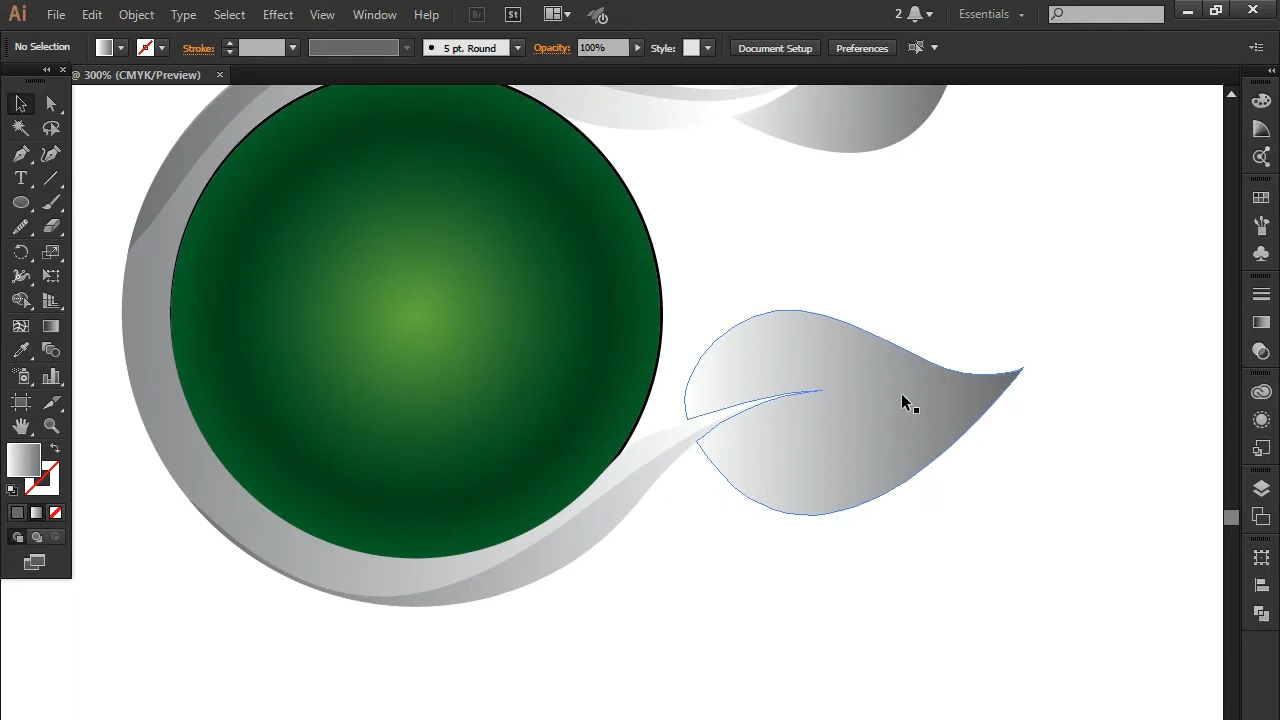 Ai File Edit Object Type Select Effect View Window Help Br St 2 Essentials
No Selection Stroke: 5 pt. Round Opacity: 100% Style: Document Setup Preferences
@ 300% (CMYK/Preview) ×
T